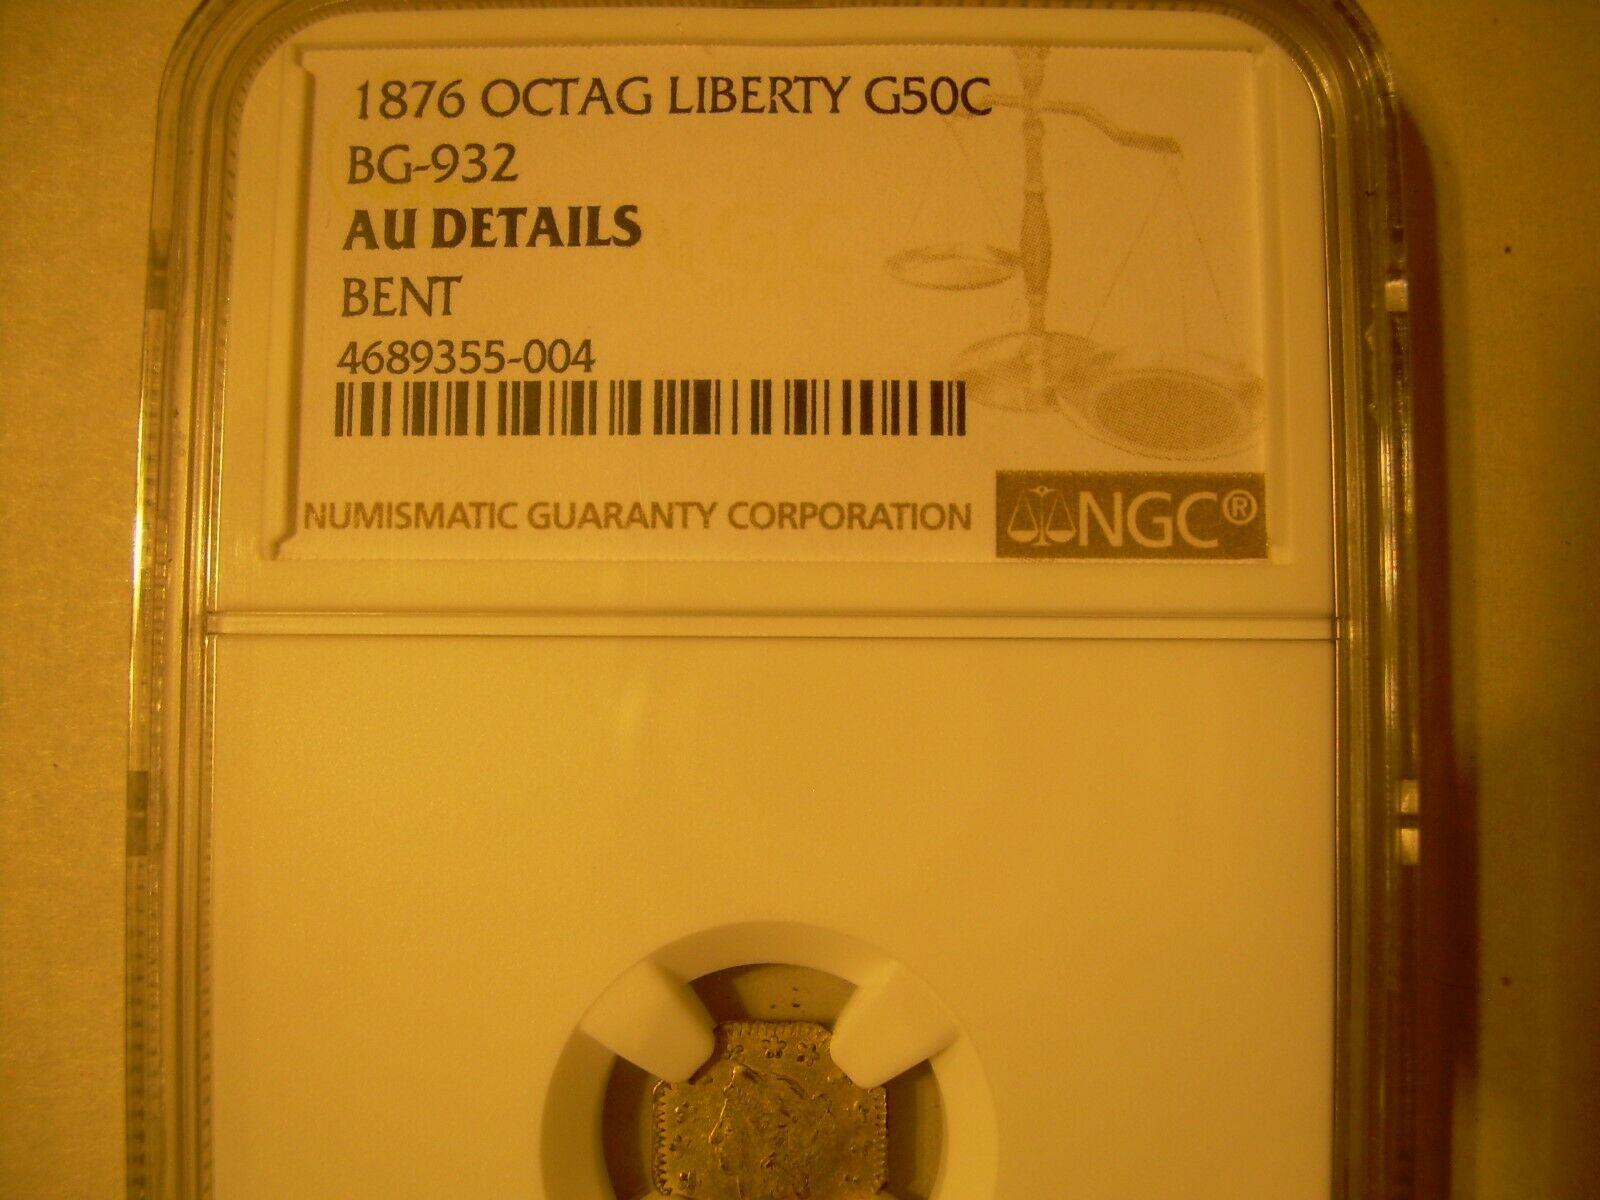 1876 OCTAG LIBERTY G50C
BG-932
AU DETAILS
BENT
4689355-004
NUMISMATIC GUARANTY CORPORATION
NGC®